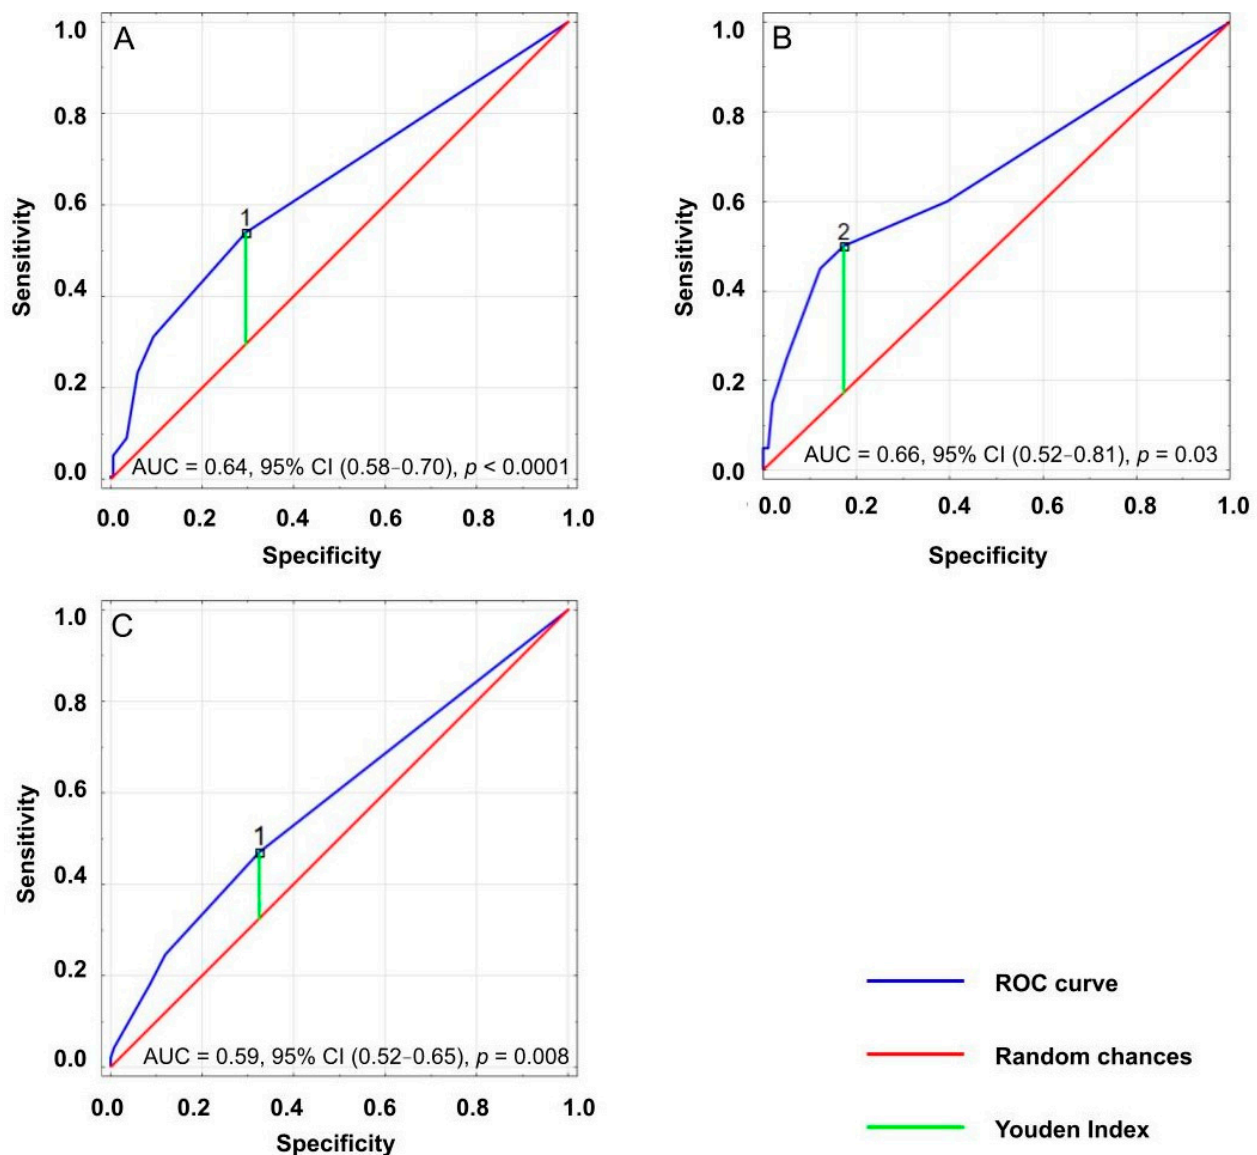 A
1.0
0.8
0.6
0.4
0.2
0.0
Sensitivity
1
AUC = 0.64, 95% CI (0.58–0.70), p < 0.0001
0.0 0.2 0.4 0.6 0.8 1.0
Specificity
B
1.0
0.8
0.6
0.4
0.2
0.0
Sensitivity
2
AUC = 0.66, 95% CI (0.52–0.81), p = 0.03
0.0 0.2 0.4 0.6 0.8 1.0
Specificity
C
1.0
0.8
0.6
0.4
0.2
0.0
Sensitivity
1
AUC = 0.59, 95% CI (0.52–0.65), p = 0.008
0.0 0.2 0.4 0.6 0.8 1.0
Specificity
ROC curve
Random chances
Youden Index